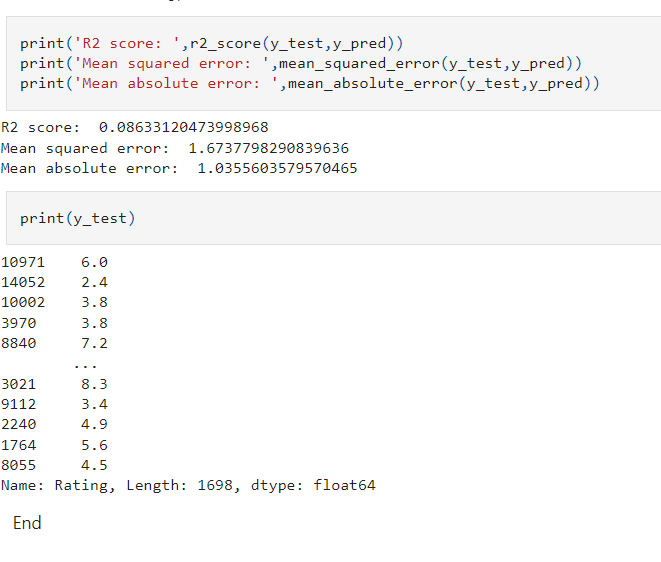 print('R2 score: ',r2_score(y_test,y_pred))
print('Mean squared error: ',mean_squared_error(y_test,y_pred))
print('Mean absolute error: ',mean_absolute_error(y_test,y_pred))
R2 score:  0.08633120473998968
Mean squared error:  1.6737798290839636
Mean absolute error:  1.0355603579570465
print(y_test)
10971    6.0
14052    2.4
10002    3.8
3970     3.8
8840     7.2
...
3021     8.3
9112     3.4
2240     4.9
1764     5.6
8055     4.5
Name: Rating, Length: 1698, dtype: float64
End